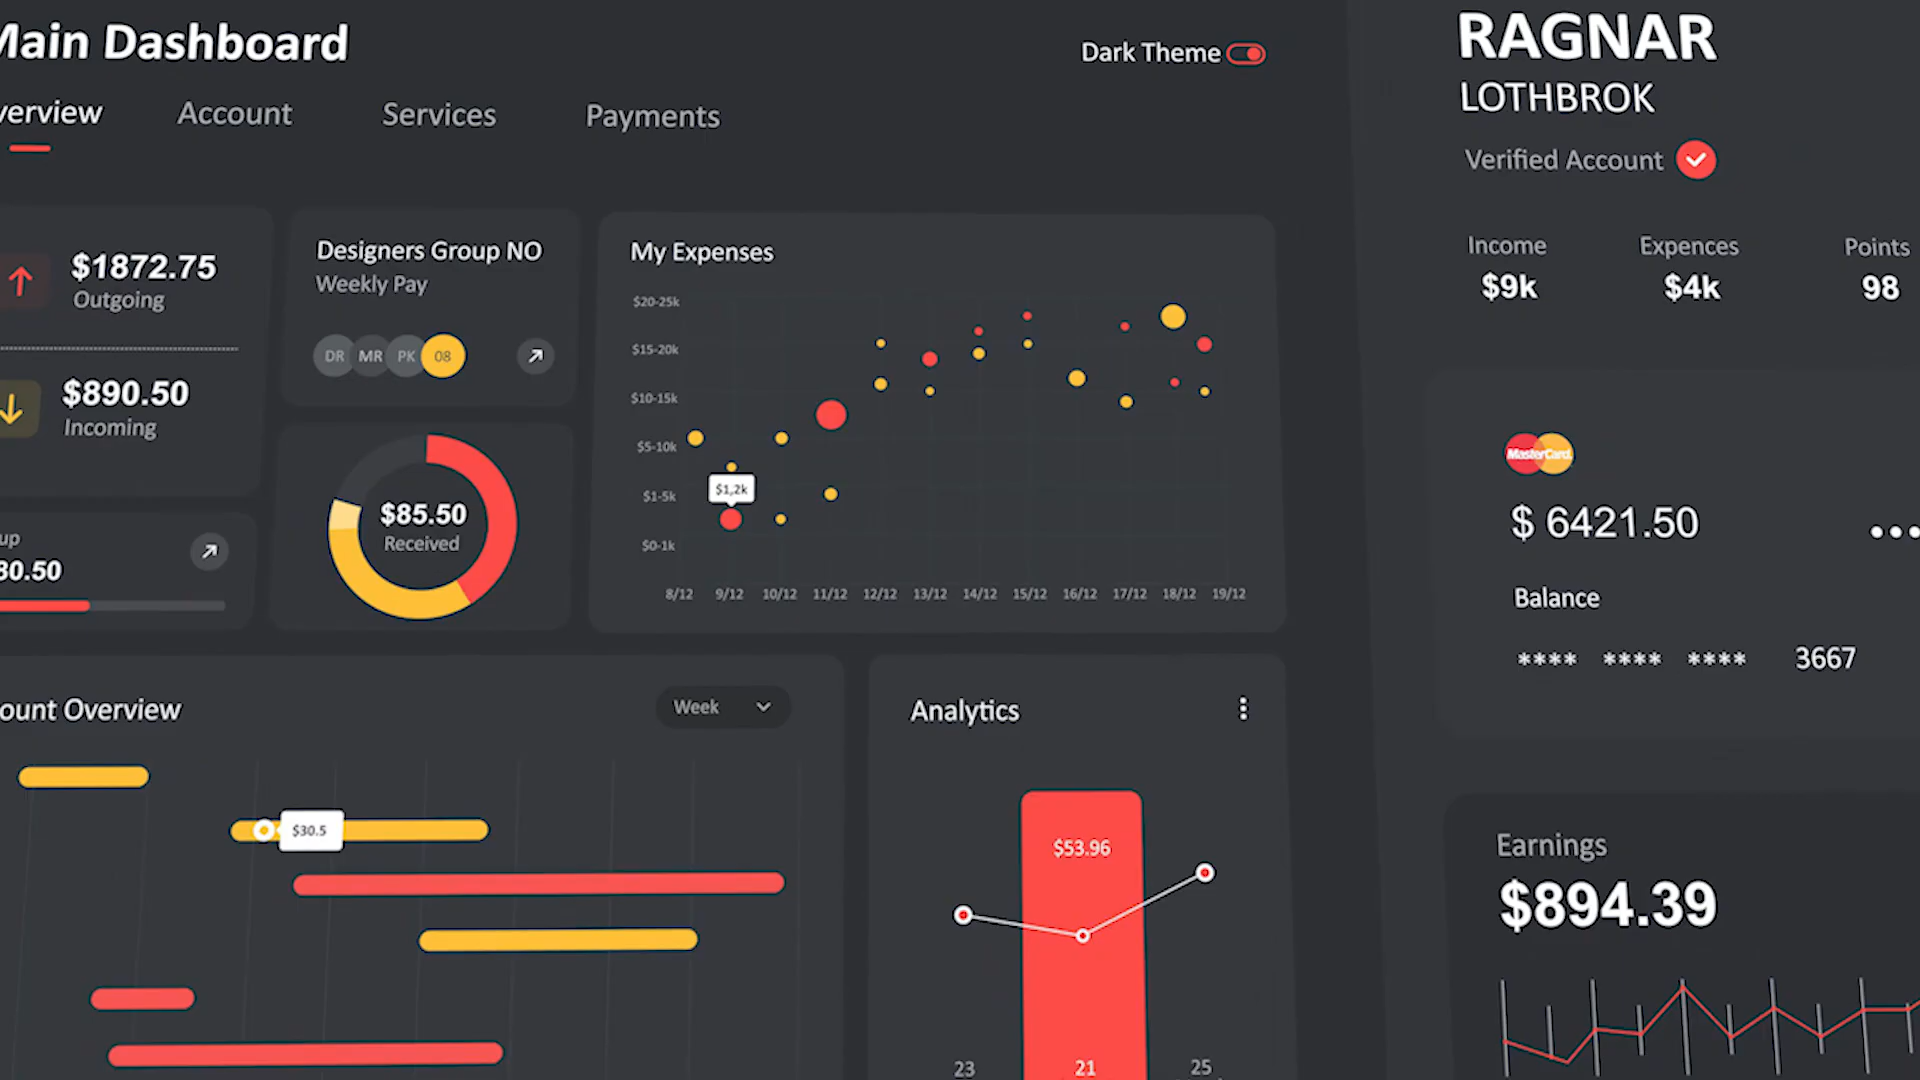 Main Dashboard
Dark Theme
verview
Account
Services
Payments
$1872.75
Outgoing
$890.50
Incoming
up
30.50
Designers Group NO
Weekly Pay
DR MR PK 08
$85.50
Received
My Expenses
$20-25k
$15-20k
$10-15k
$5-10k
$1-5k
$0-1k
$1,2k
8/12 9/12 10/12 11/12 12/12 13/12 14/12 15/12 16/12 17/12 18/12 19/12
ount Overview
Week
$30.5
Analytics
$53.96
23 21 25
RAGNAR
LOTHBROK
Verified Account
Income Expences Points
$9k $4k 98
MasterCard.
$ 6421.50
Balance
**** **** **** 3667
Earnings
$894.39